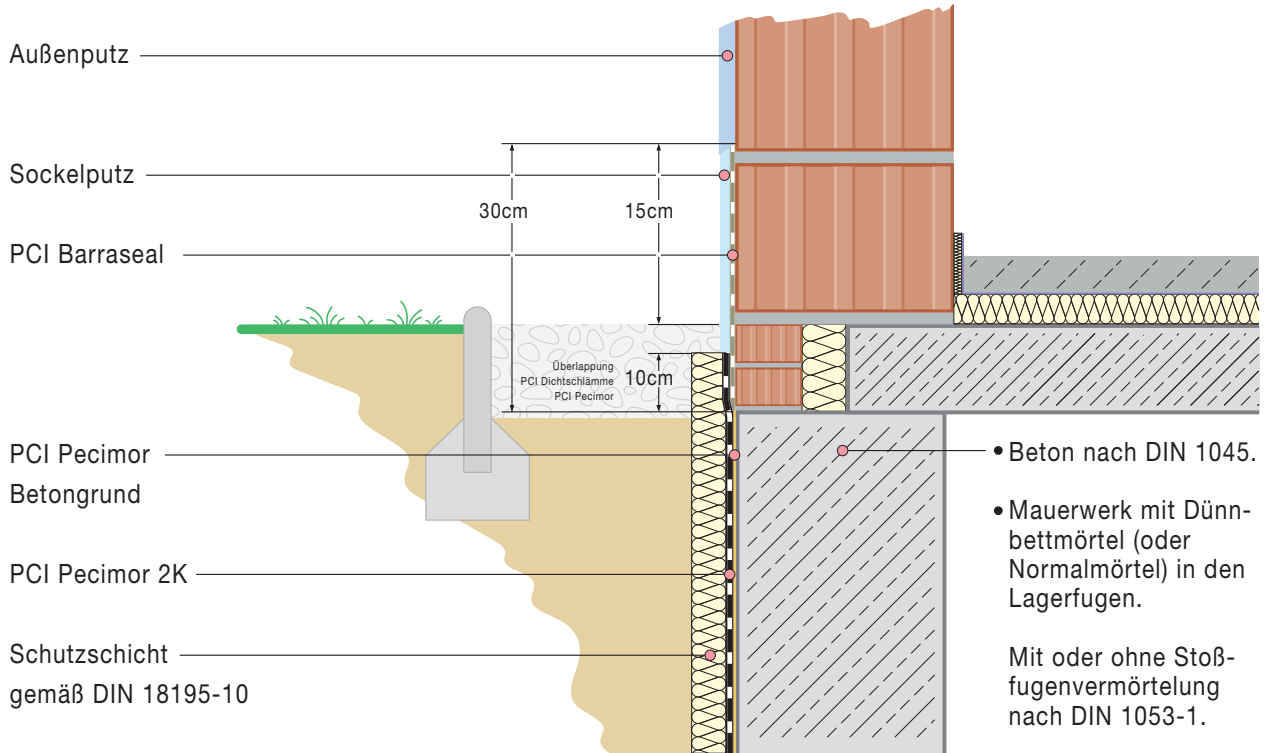 Außenputz
Sockelputz
30cm
15cm
PCI Barraseal
Überlappung
PCI Dichtschlämme
PCI Pecimor
10cm
PCI Pecimor
Betongrund
PCI Pecimor 2K
Schutzschicht
gemäß DIN 18195-10
• Beton nach DIN 1045.
• Mauerwerk mit Dünn-
bettmörtel (oder
Normalmörtel) in den
Lagerfugen.
Mit oder ohne Stoß-
fugenvermörtelung
nach DIN 1053-1.